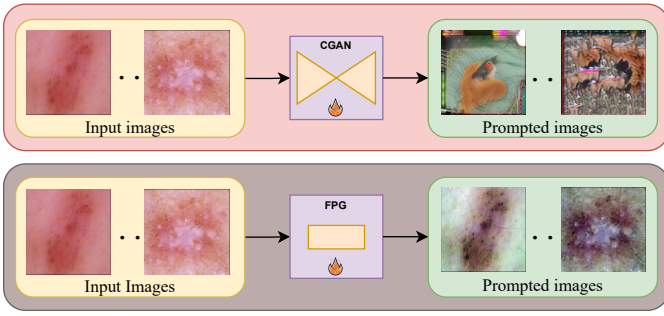 CGAN
Input images
Prompted images
FPG
Input Images
Prompted images